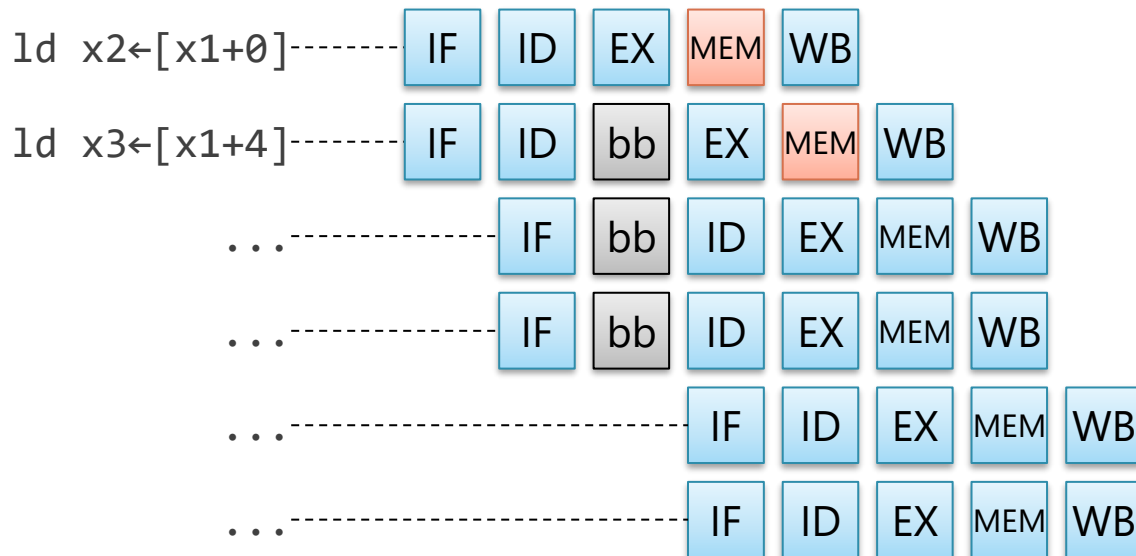 ld x2←[x1+0] IF ID EX MEM WB
ld x3←[x1+4] IF ID bb EX MEM WB
... IF bb ID EX MEM WB
... IF bb ID EX MEM WB
... IF ID EX MEM WB
... IF ID EX MEM WB